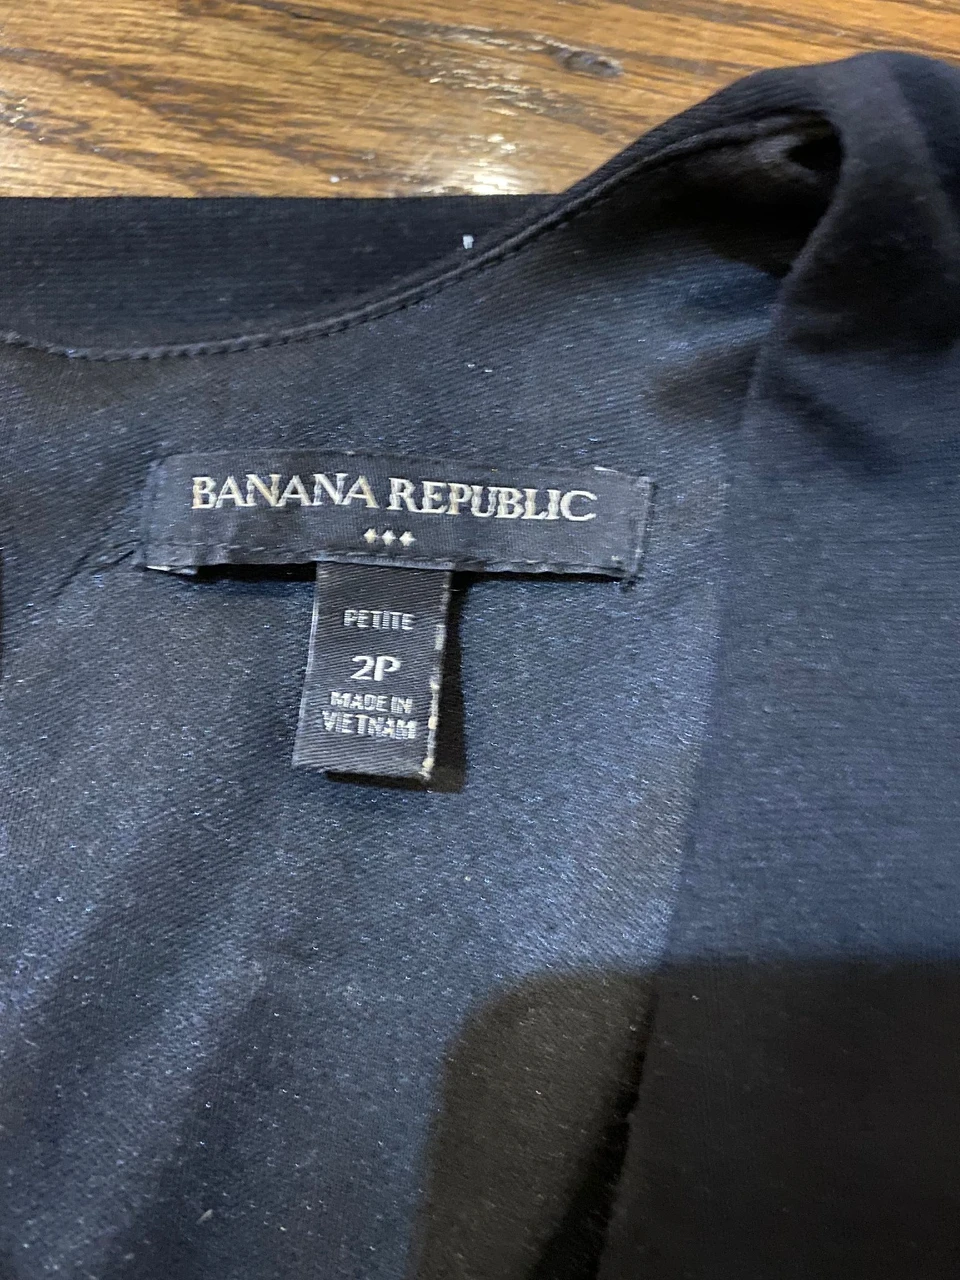 BANANA REPUBLIC
PETITE
2P
MADE IN
VIETNAM